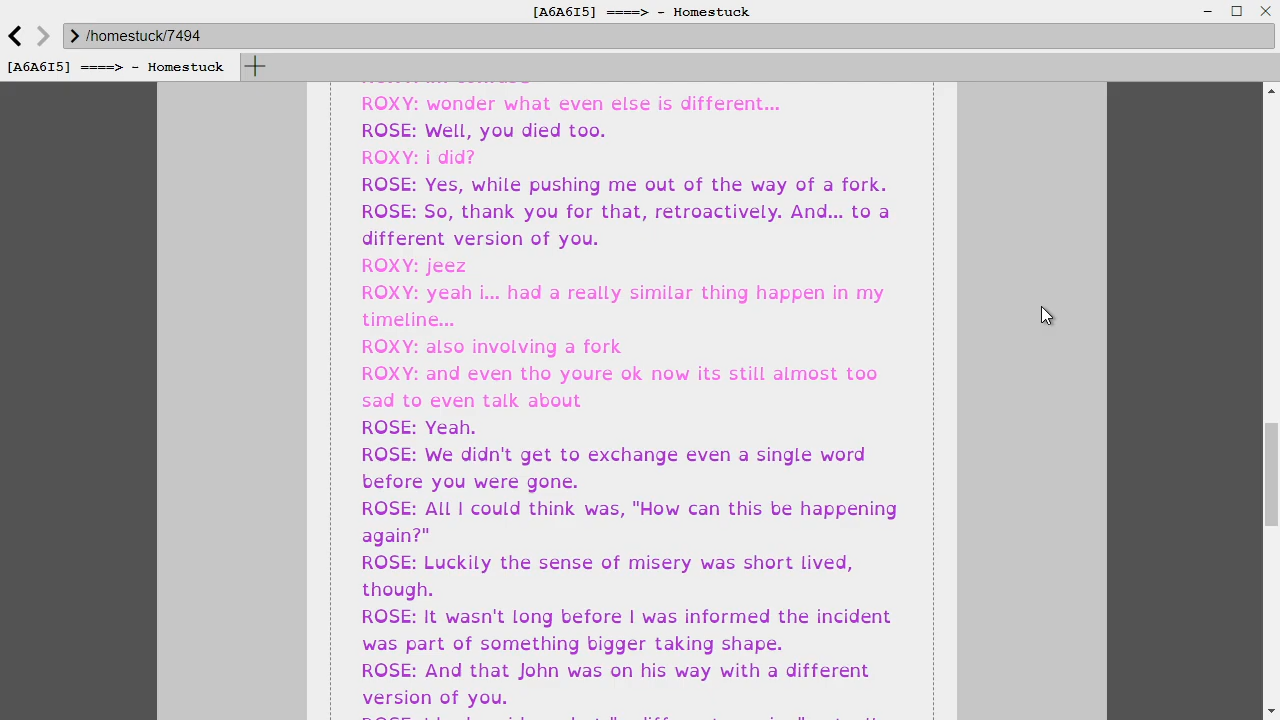 [A6A6I5] ====> - Homestuck
/homestuck/7494
[A6A6I5] ====> - Homestuck
ROXY: wonder what even else is different...
ROSE: Well, you died too.
ROXY: i did?
ROSE: Yes, while pushing me out of the way of a fork.
ROSE: So, thank you for that, retroactively. And... to a
different version of you.
ROXY: jeez
ROXY: yeah i... had a really similar thing happen in my
timeline...
ROXY: also involving a fork
ROXY: and even tho youre ok now its still almost too
sad to even talk about
ROSE: Yeah.
ROSE: We didn't get to exchange even a single word
before you were gone.
ROSE: All I could think was, "How can this be happening
again?"
ROSE: Luckily the sense of misery was short lived,
though.
ROSE: It wasn't long before I was informed the incident
was part of something bigger taking shape.
ROSE: And that John was on his way with a different
version of you.